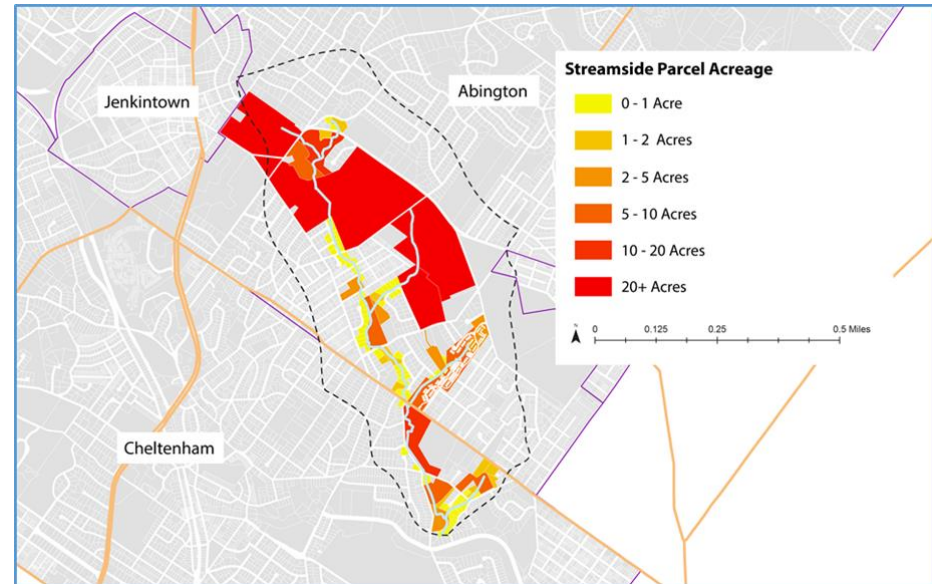 Jenkintown
Abington
Cheltenham
Streamside Parcel Acreage
0 - 1 Acre
1 - 2 Acres
2 - 5 Acres
5 - 10 Acres
10 - 20 Acres
20+ Acres
N
0 0.125 0.25 0.5 Miles